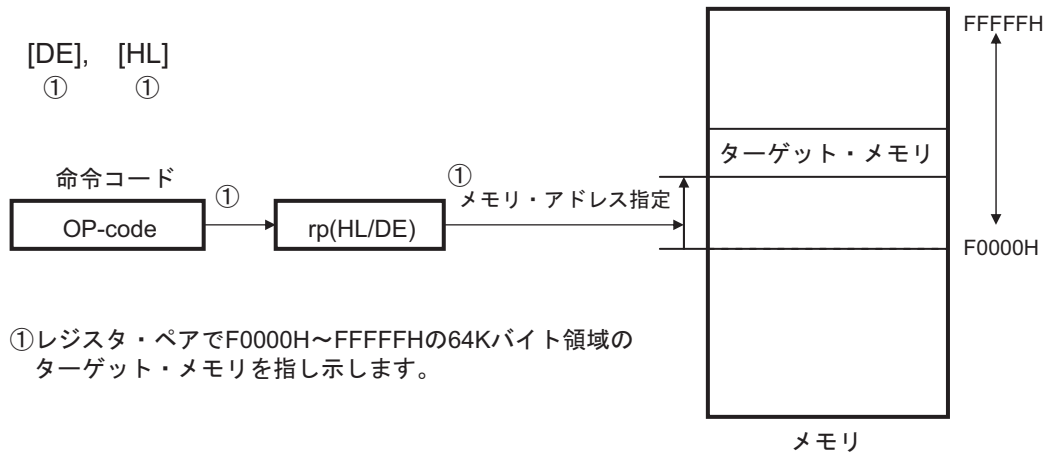 FFFFFH
[DE], [HL]
① ①
ターゲット・メモリ
命令コード
①
①
メモリ・アドレス指定
OP-code
rp(HL/DE)
F0000H
①レジスタ・ペアでF0000H～FFFFFHの64Kバイト領域の
ターゲット・メモリを指し示します。
メモリ